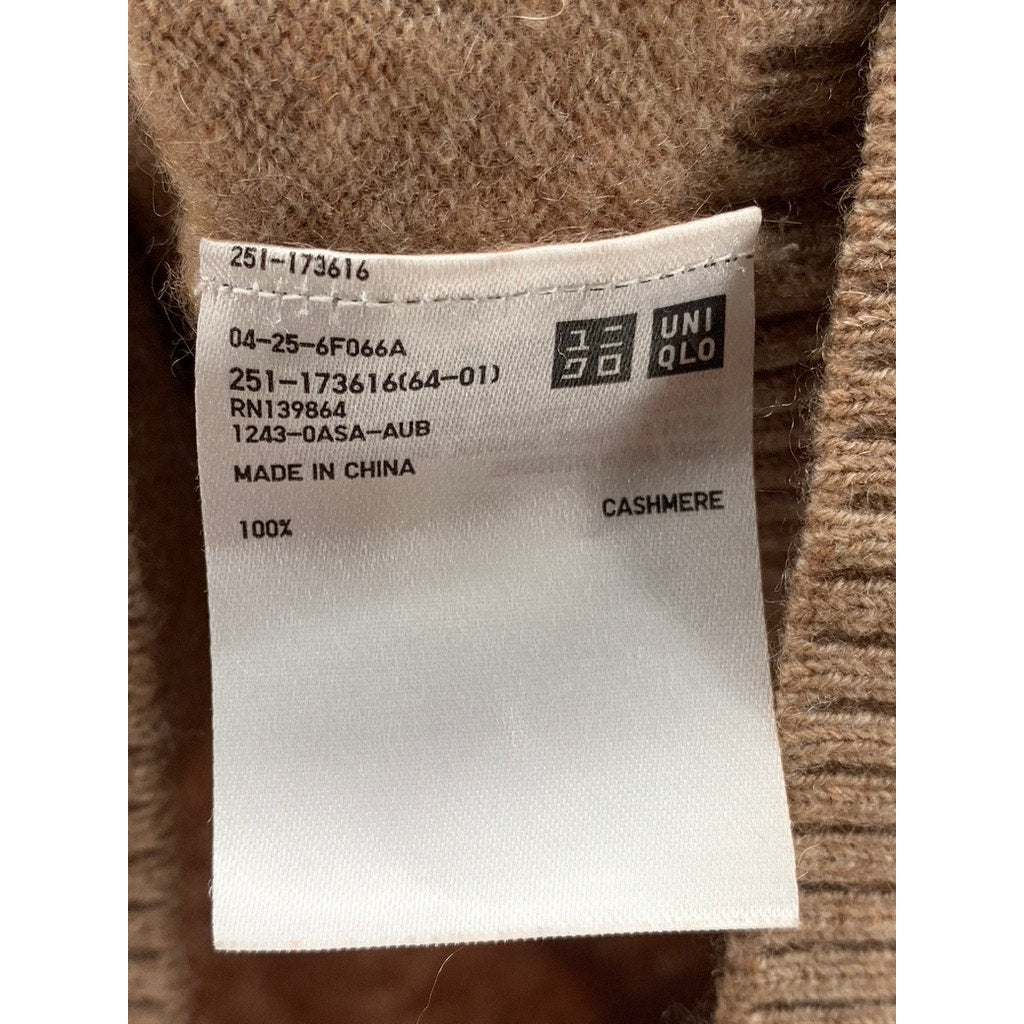 251-173616
04-25-6F066A
251-173616(64-01)
RN139864
1243-0ASA-AUB
MADE IN CHINA
ユニ
クロ
UNI
QLO
100% CASHMERE